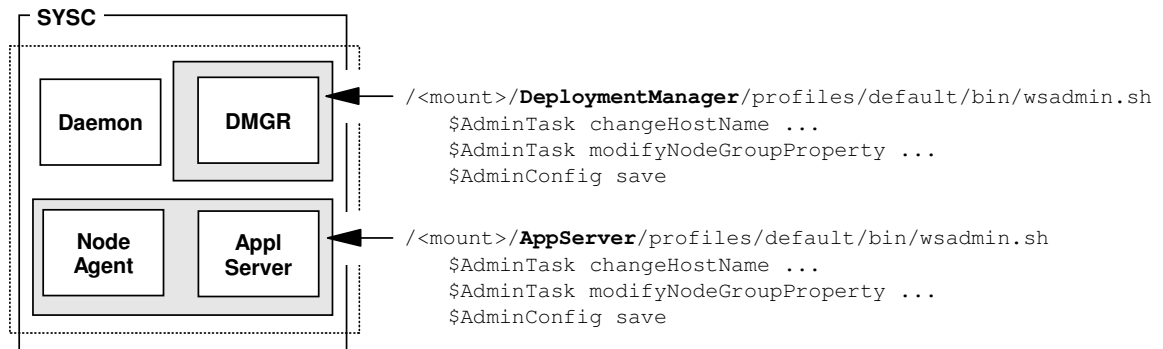 SYSC
Daemon
DMGR
/<mount>/DeploymentManager/profiles/default/bin/wsadmin.sh
$AdminTask changeHostName ...
$AdminTask modifyNodeGroupProperty ...
$AdminConfig save
Node
Agent
Appl
Server
/<mount>/AppServer/profiles/default/bin/wsadmin.sh
$AdminTask changeHostName ...
$AdminTask modifyNodeGroupProperty ...
$AdminConfig save